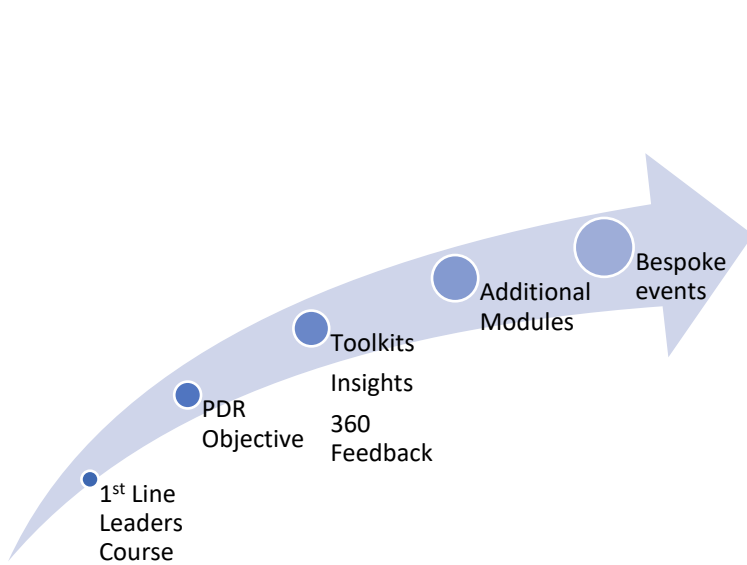 1st Line
Leaders
Course
PDR
Objective
Toolkits
Insights
360
Feedback
Additional
Modules
Bespoke
events